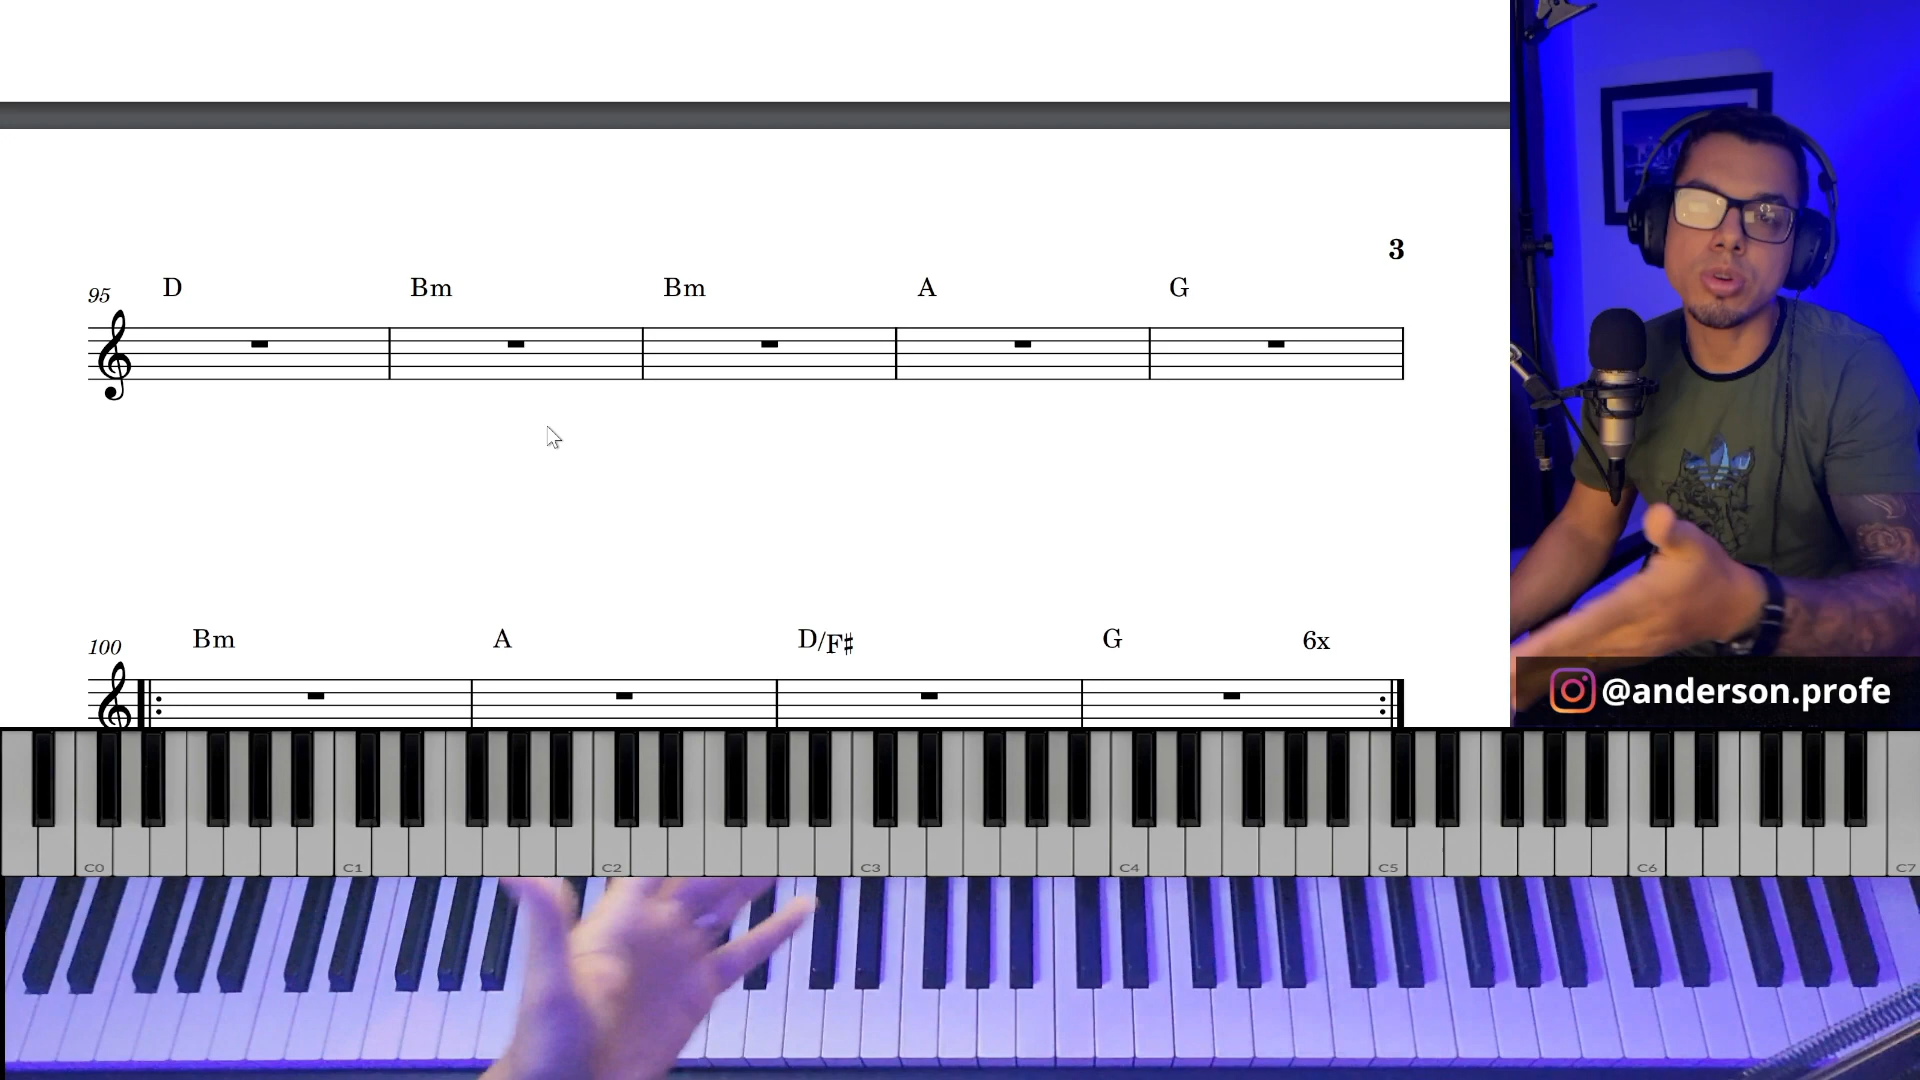 3
95 D Bm Bm A G
100 Bm A D/F♯ G 6x
@anderson.profe
C0 C1 C2 C3 C4 C5 C6 C7